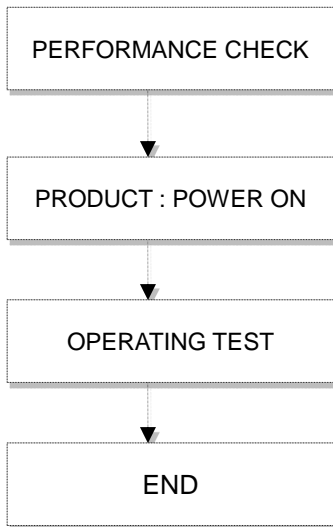 PERFORMANCE CHECK
PRODUCT : POWER ON
OPERATING TEST
END